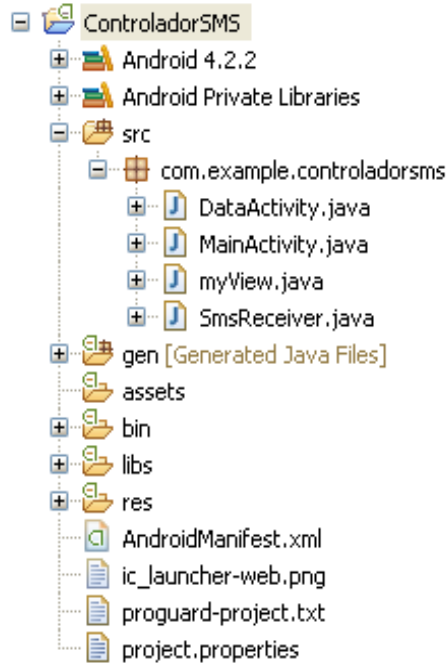 ControladorSMS
Android 4.2.2
Android Private Libraries
src
com.example.controladorsms
DataActivity.java
MainActivity.java
myView.java
SmsReceiver.java
gen [Generated Java Files]
assets
bin
libs
res
AndroidManifest.xml
ic_launcher-web.png
proguard-project.txt
project.properties